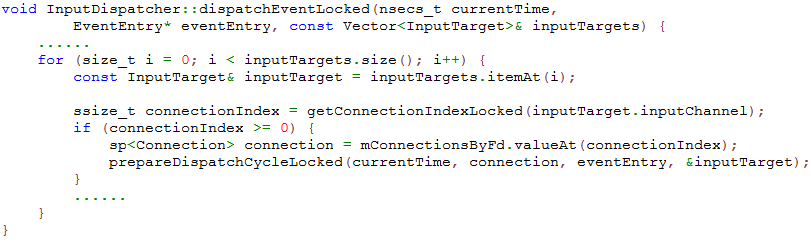 void InputDispatcher::dispatchEventLocked(nsecs_t currentTime,
        EventEntry* eventEntry, const Vector<InputTarget>& inputTargets) {
    ......
    for (size_t i = 0; i < inputTargets.size(); i++) {
        const InputTarget& inputTarget = inputTargets.itemAt(i);

        ssize_t connectionIndex = getConnectionIndexLocked(inputTarget.inputChannel);
        if (connectionIndex >= 0) {
            sp<Connection> connection = mConnectionsByFd.valueAt(connectionIndex);
            prepareDispatchCycleLocked(currentTime, connection, eventEntry, &inputTarget);
        }
        ......
    }
}